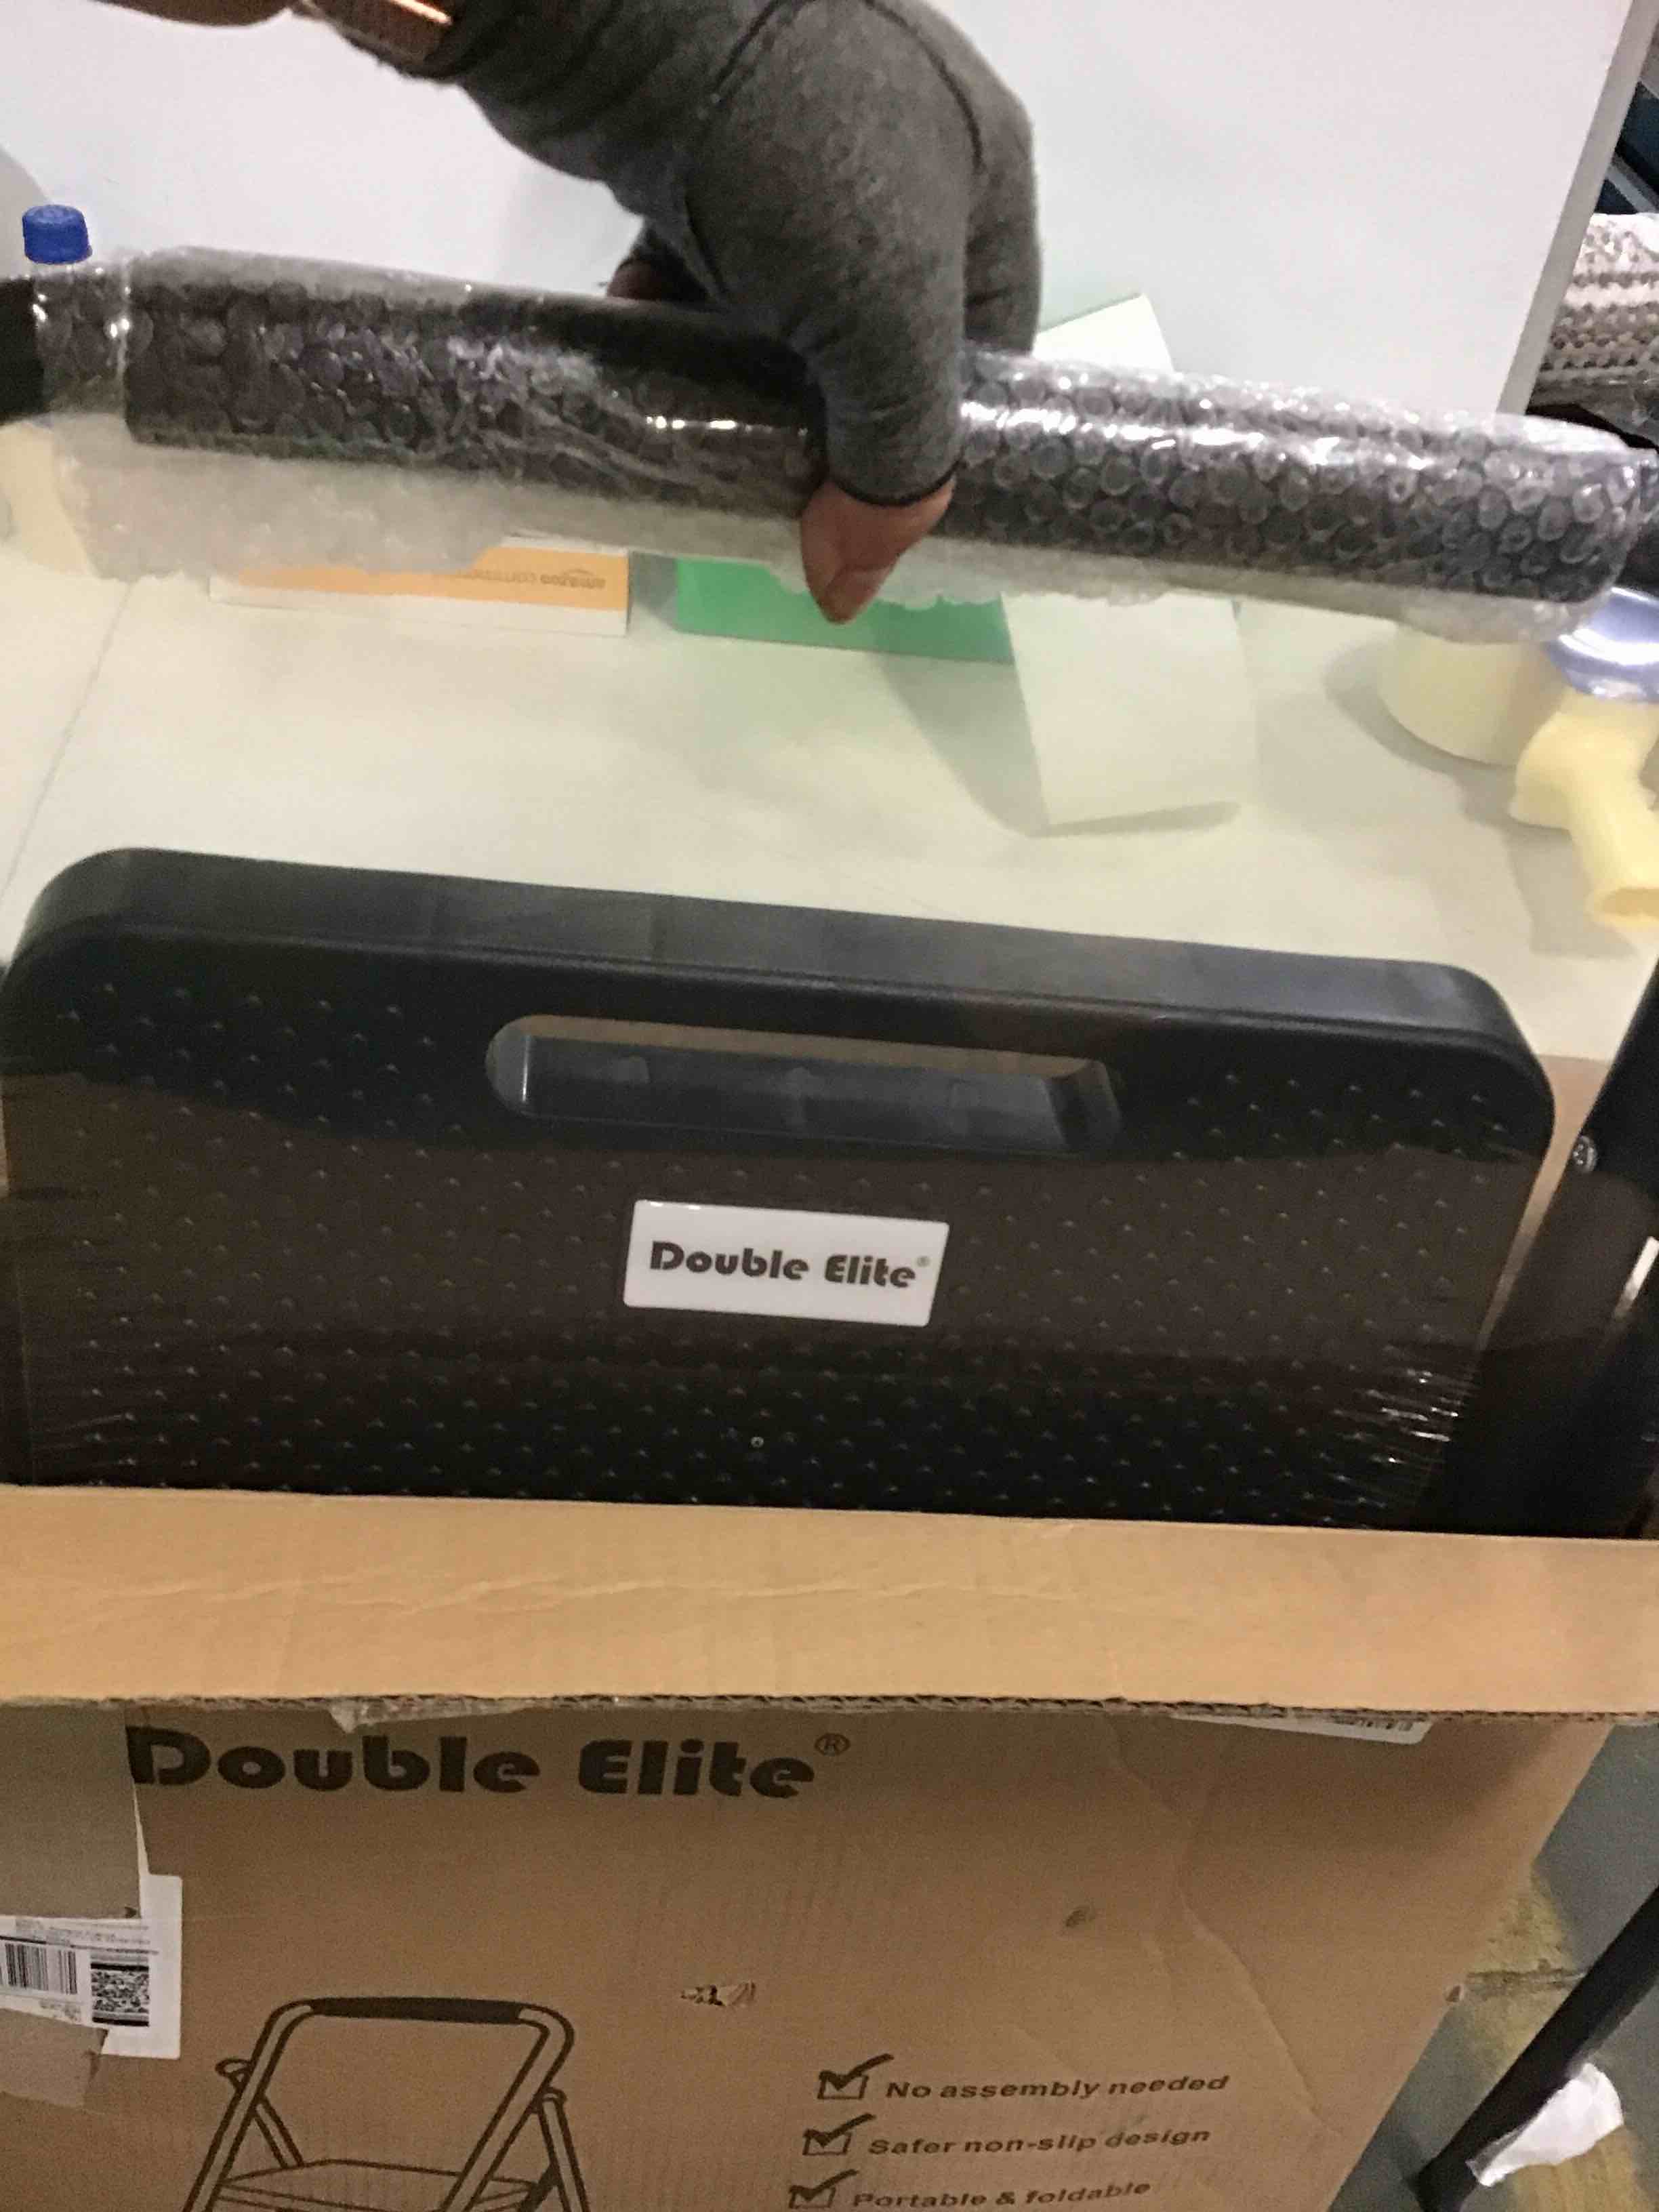 Double Elite®
Double Elite®
No assembly needed
Safer non-slip design
Portable & foldable